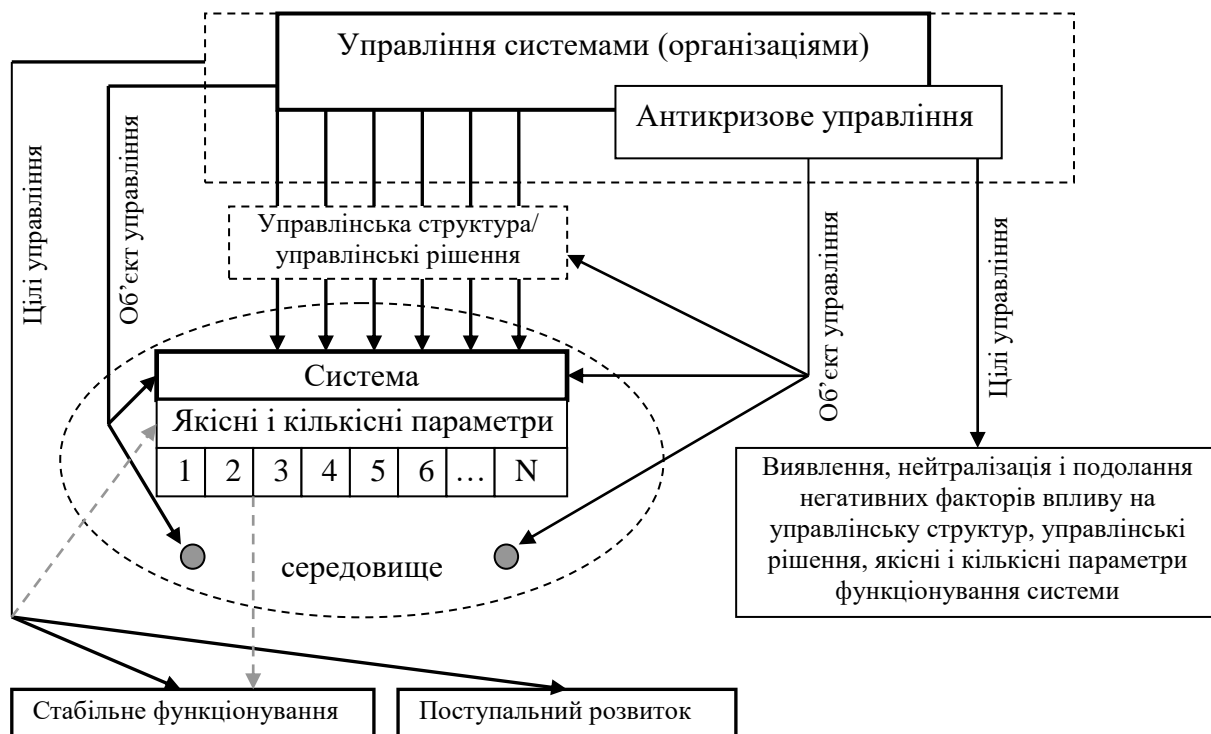 Управління системами (організаціями)
Антикризове управління
Цілі управління
Об’єкт управління
Управлінська структура/
управлінські рішення
Об’єкт управління
Цілі управління
Система
Якісні і кількісні параметри
1 2 3 4 5 6 … N
середовище
Виявлення, нейтралізація і подолання
негативних факторів впливу на
управлінську структур, управлінські
рішення, якісні і кількісні параметри
функціонування системи
Стабільне функціонування
Поступальний розвиток